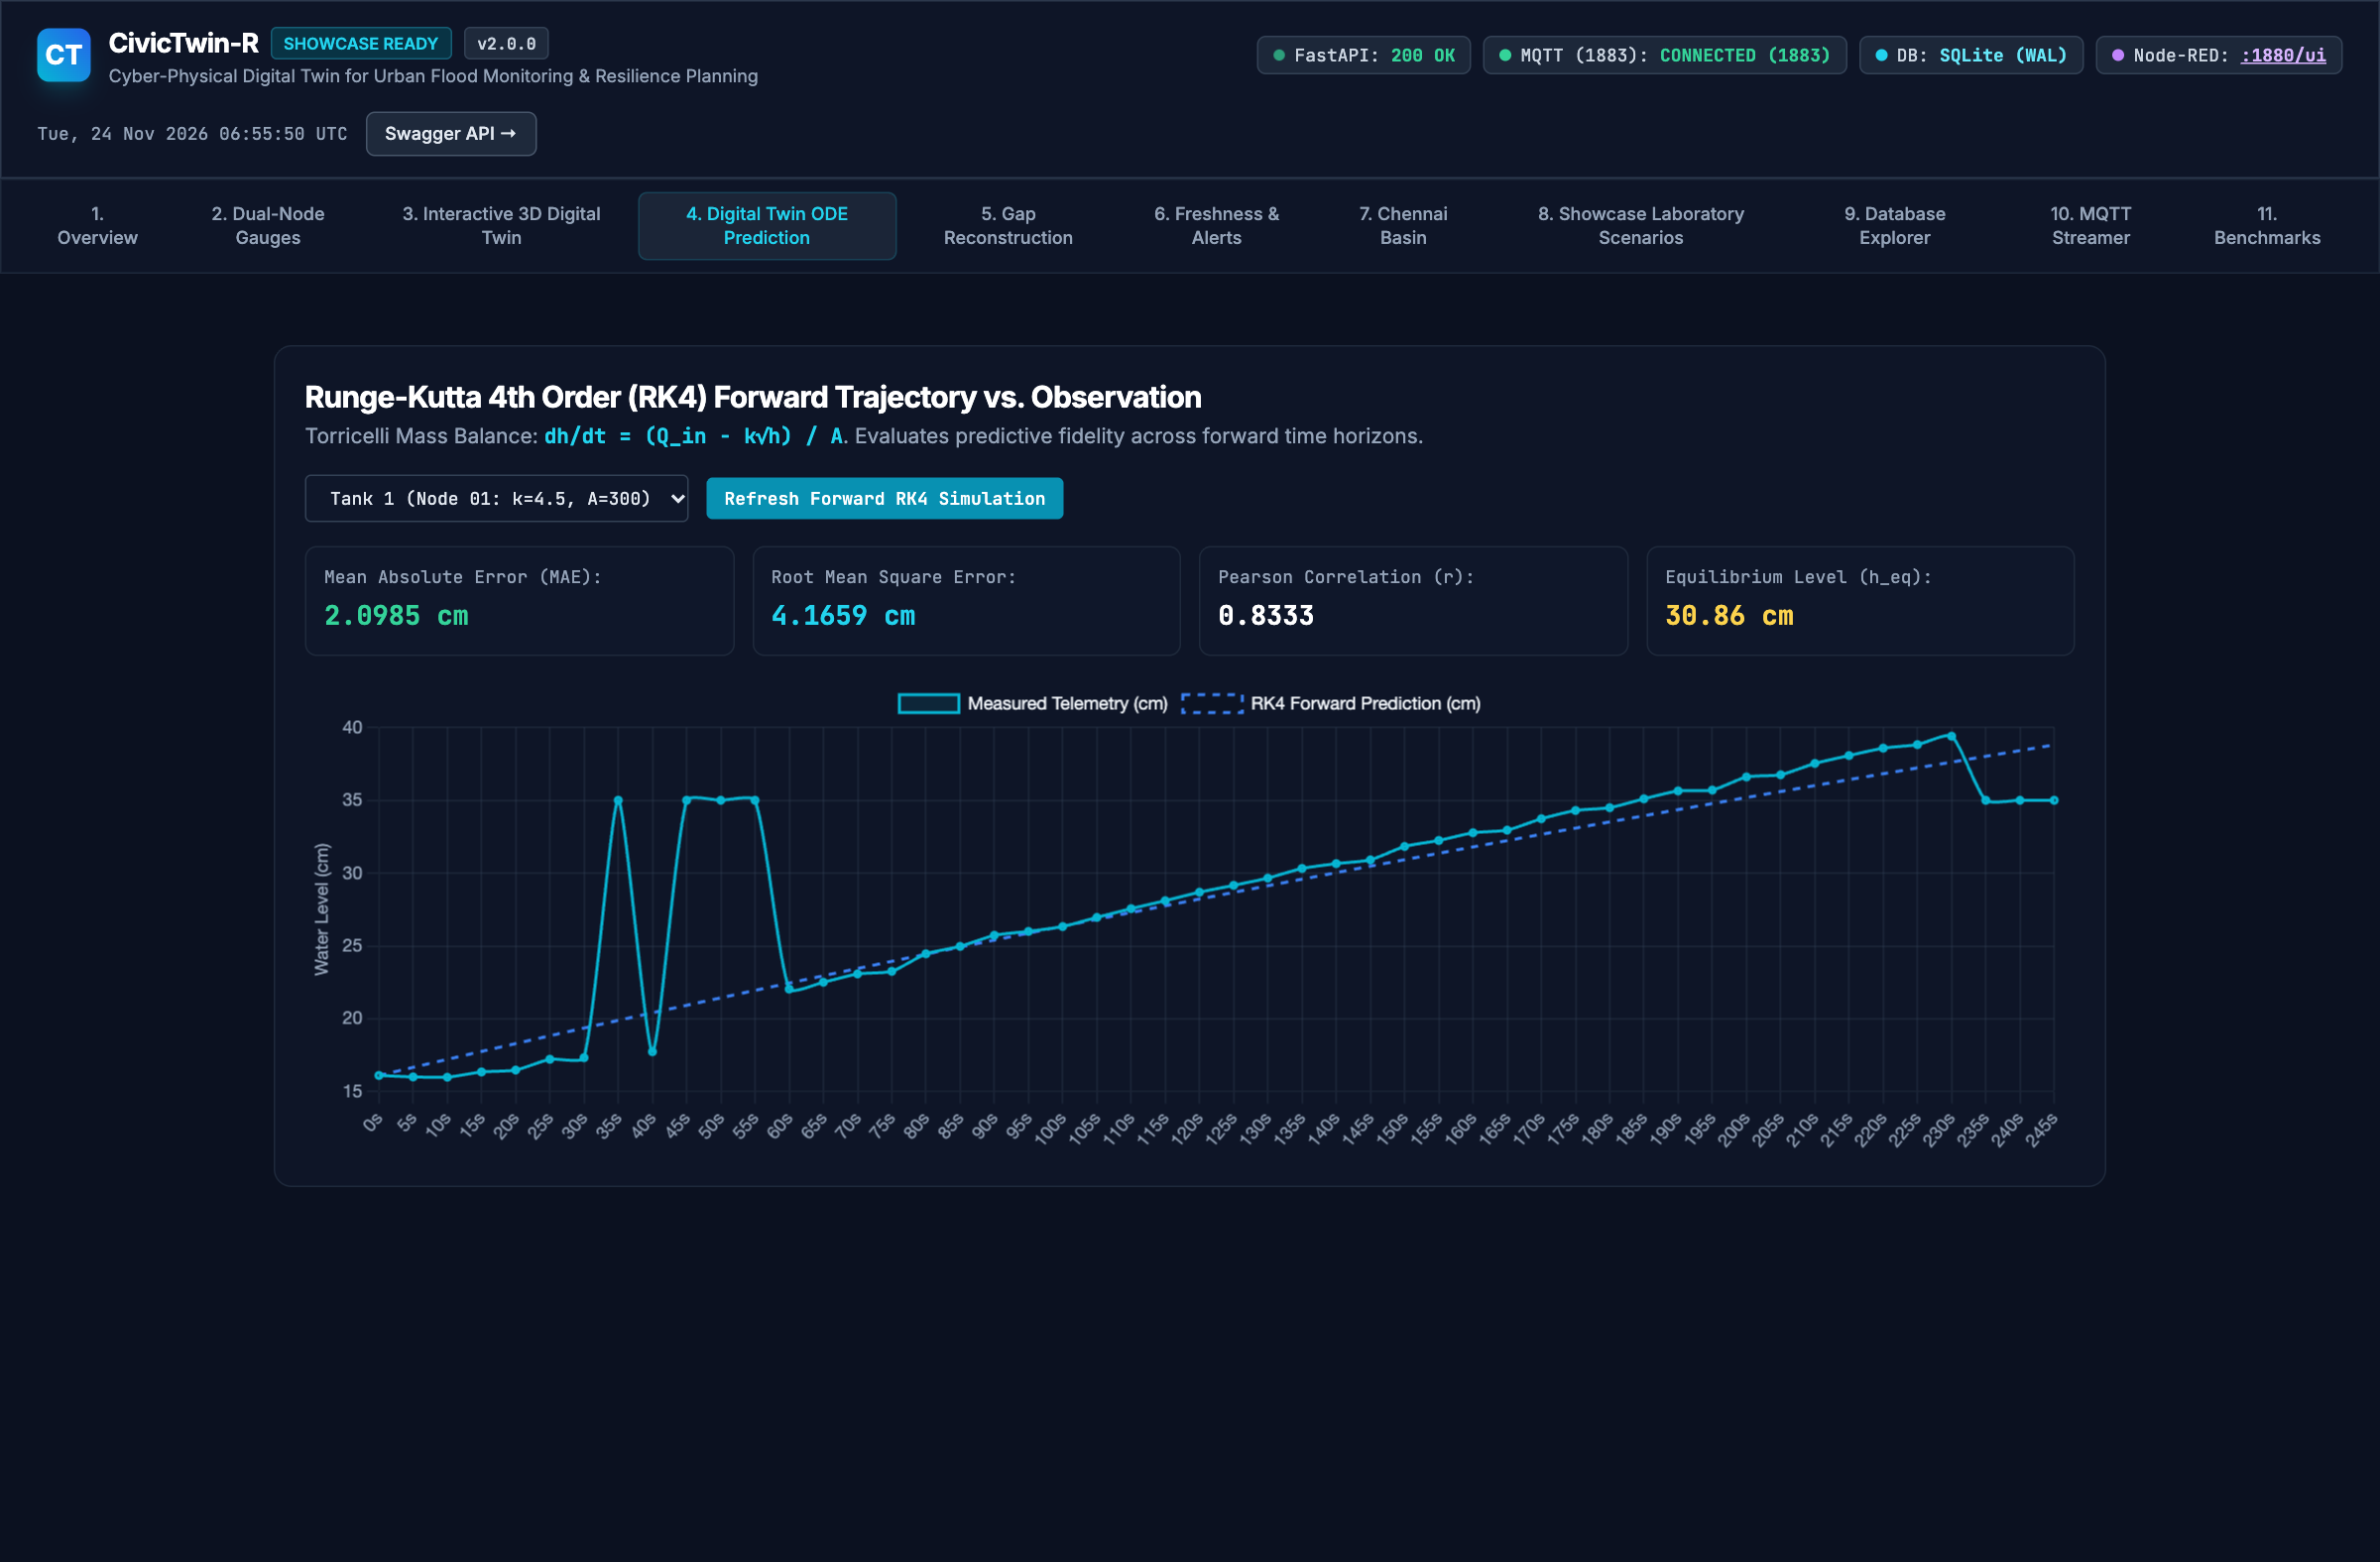 CT
CivicTwin-R SHOWCASE READY v2.0.0
Cyber-Physical Digital Twin for Urban Flood Monitoring & Resilience Planning
FastAPI: 200 OK
MQTT (1883): CONNECTED (1883)
DB: SQLite (WAL)
Node-RED: :1880/ui
Tue, 24 Nov 2026 06:55:50 UTC
Swagger API →
1.
Overview
2. Dual-Node
Gauges
3. Interactive 3D Digital
Twin
4. Digital Twin ODE
Prediction
5. Gap
Reconstruction
6. Freshness &
Alerts
7. Chennai
Basin
8. Showcase Laboratory
Scenarios
9. Database
Explorer
10. MQTT
Streamer
11.
Benchmarks
Runge-Kutta 4th Order (RK4) Forward Trajectory vs. Observation
Torricelli Mass Balance: dh/dt = (Q_in - k√h) / A. Evaluates predictive fidelity across forward time horizons.
Tank 1 (Node 01: k=4.5, A=300)
Refresh Forward RK4 Simulation
Mean Absolute Error (MAE):
2.0985 cm
Root Mean Square Error:
4.1659 cm
Pearson Correlation (r):
0.8333
Equilibrium Level (h_eq):
30.86 cm
Measured Telemetry (cm)
RK4 Forward Prediction (cm)
Water Level (cm)
40
35
30
25
20
15
0s 5s 10s 15s 20s 25s 30s 35s 40s 45s 50s 55s 60s 65s 70s 75s 80s 85s 90s 95s 100s 105s 110s 115s 120s 125s 130s 135s 140s 145s 150s 155s 160s 165s 170s 175s 180s 185s 190s 195s 200s 205s 210s 215s 220s 225s 230s 235s 240s 245s